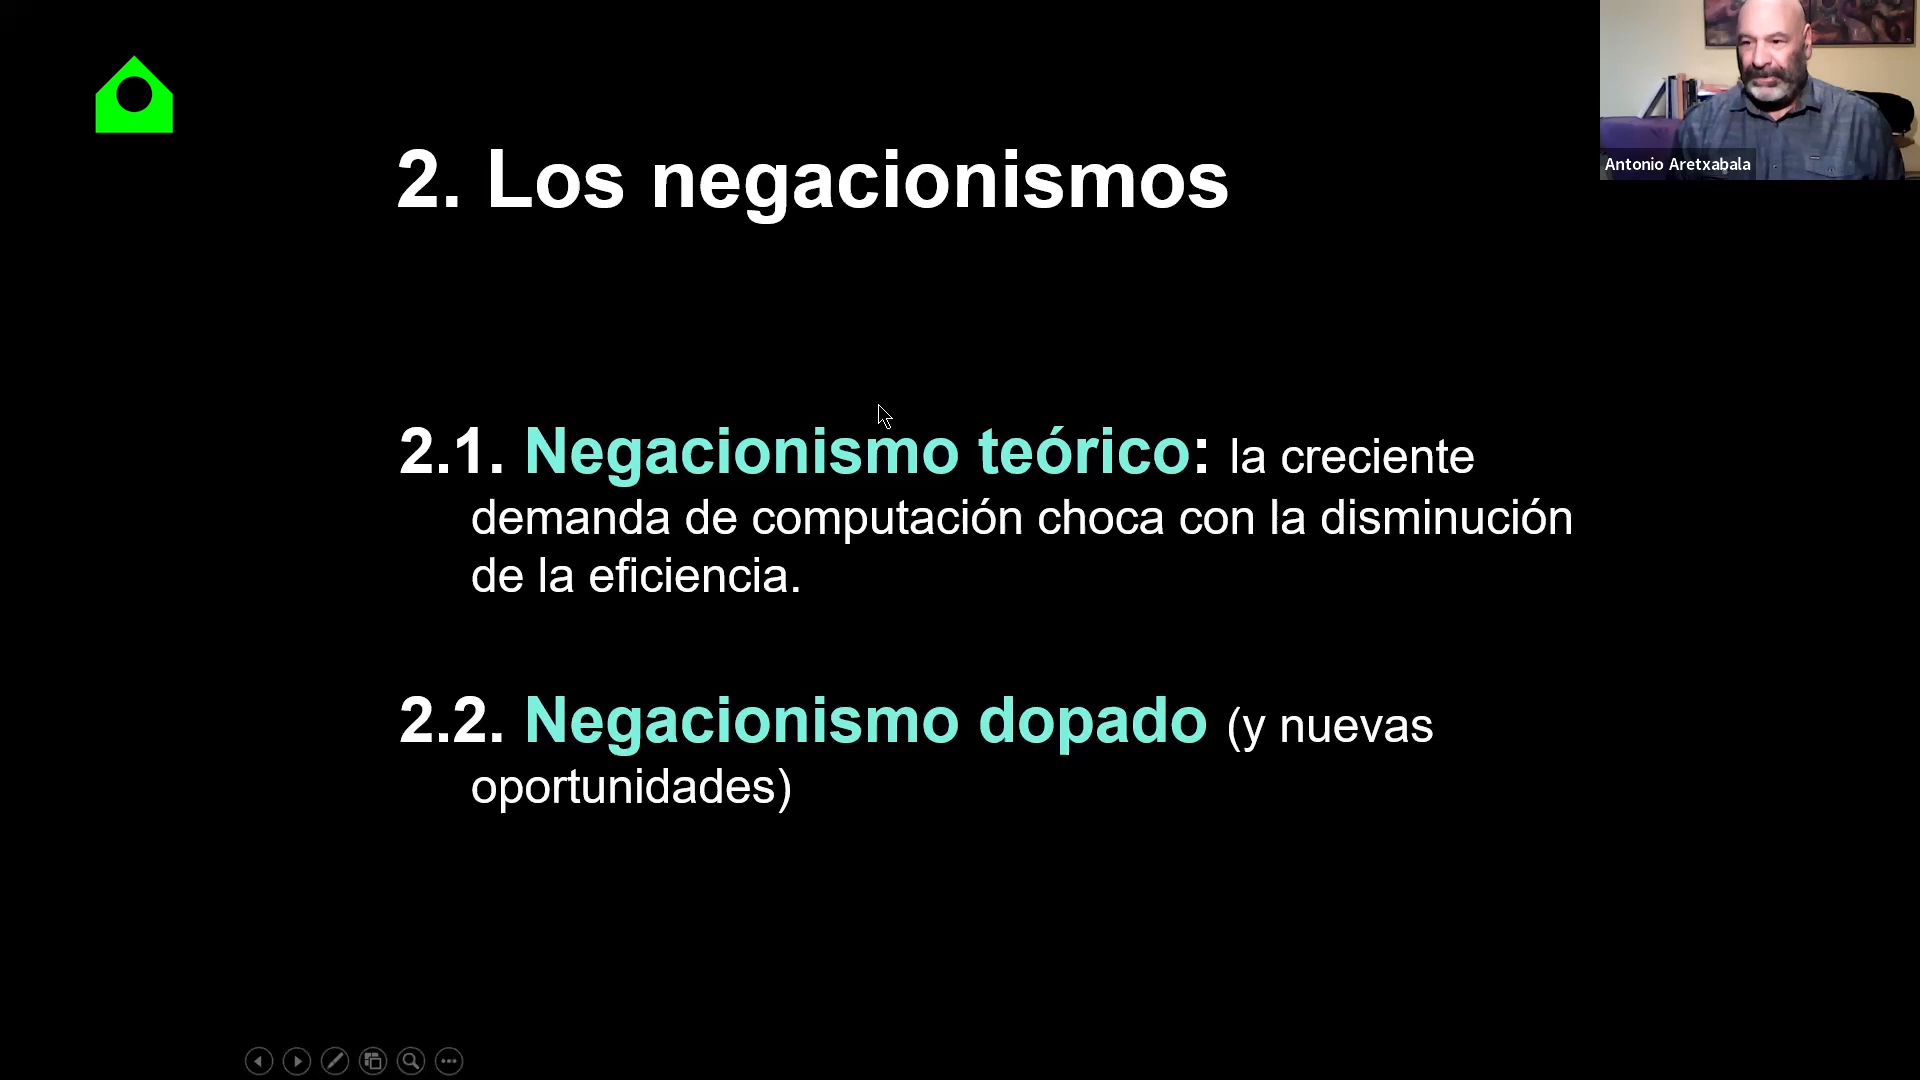 2. Los negacionismos
Antonio Aretxabala
2.1. Negacionismo teórico: la creciente
demanda de computación choca con la disminución
de la eficiencia.
2.2. Negacionismo dopado (y nuevas
oportunidades)